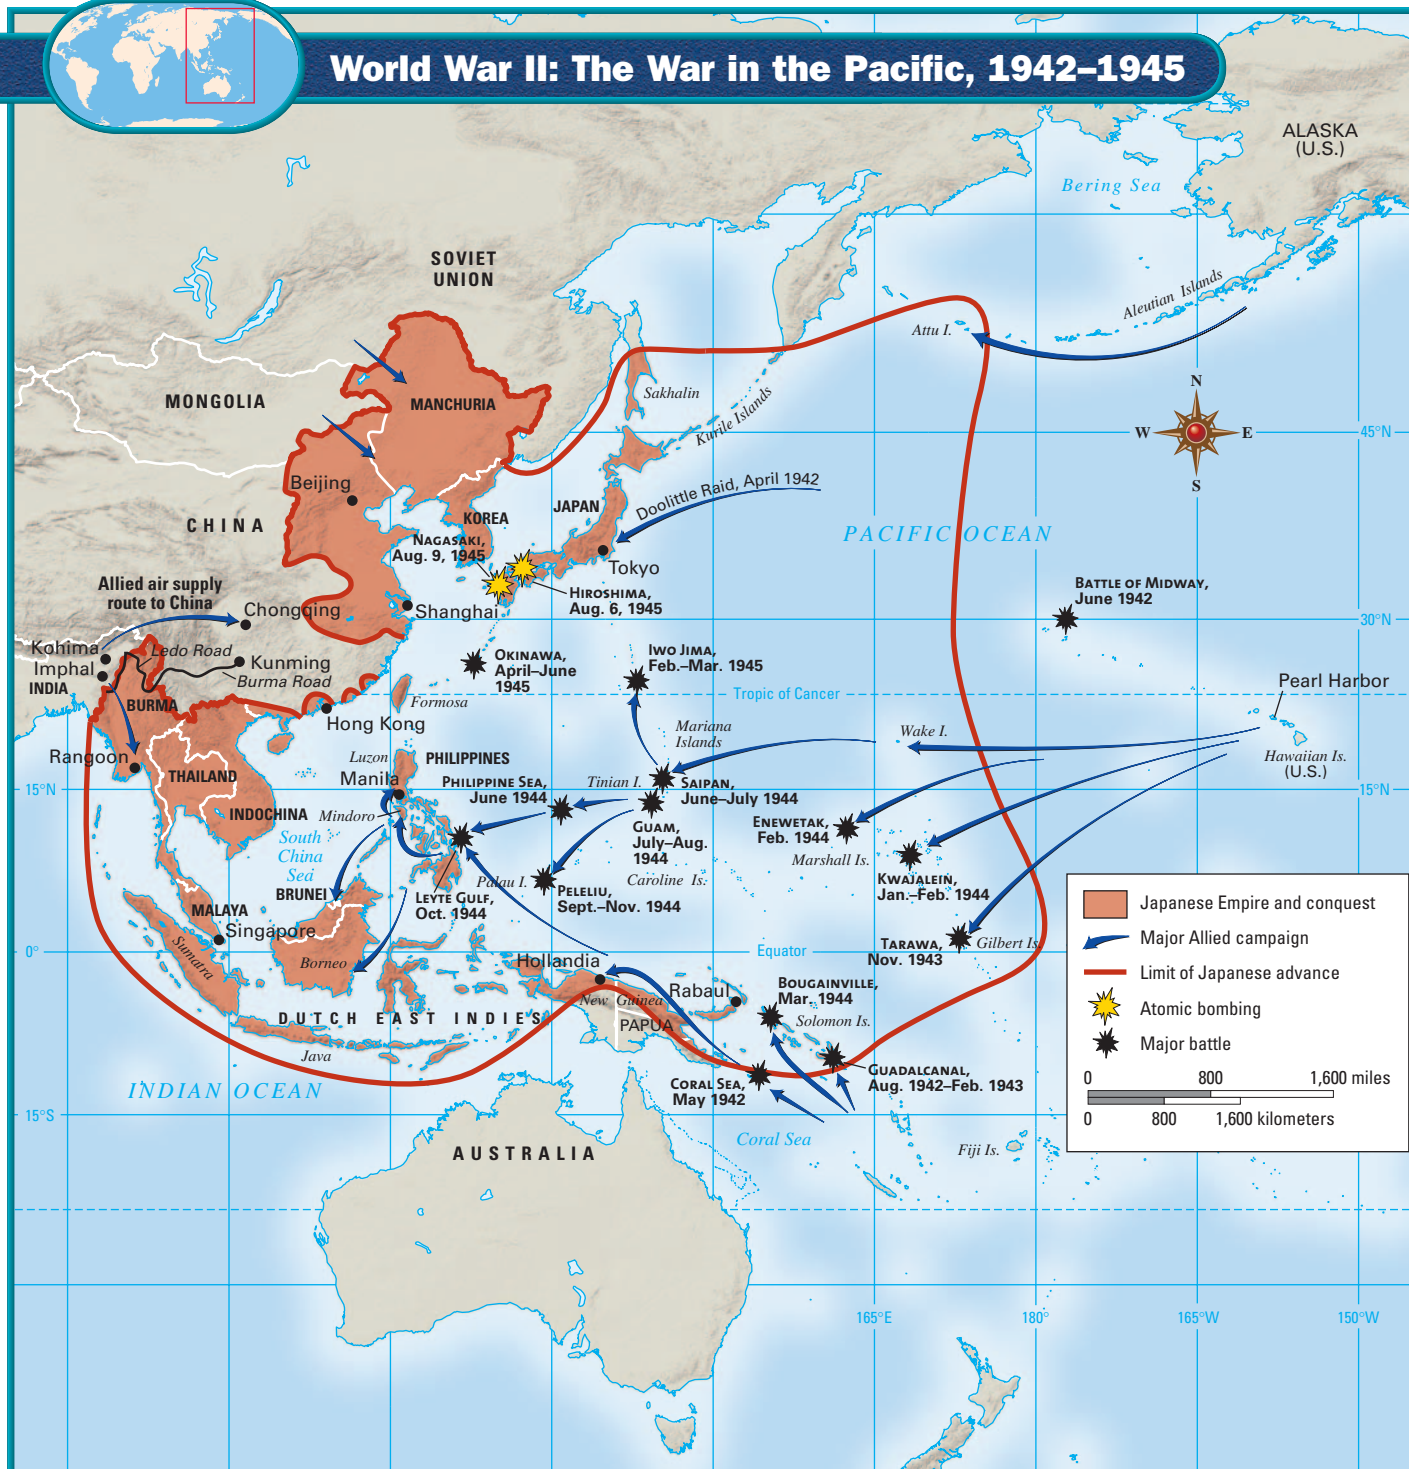 World War II: The War in the Pacific, 1942–1945
ALASKA
(U.S.)
Bering Sea
SOVIET
UNION
Aleutian Islands
Attu I.
MONGOLIA
MANCHURIA
Sakhalin
Kurile Islands
N
W
E
S
45°N
Beijing
CHINA
KOREA
JAPAN
Doolittle Raid, April 1942
PACIFIC OCEAN
NAGASAKI,
Aug. 9, 1945
Tokyo
HIROSHIMA,
Aug. 6, 1945
BATTLE OF MIDWAY,
June 1942
Allied air supply
route to China
Chongqing
Shanghai
30°N
Kohima
Imphal
INDIA
Ledo Road
Kunming
Burma Road
OKINAWA,
April–June
1945
IWO JIMA,
Feb.–Mar. 1945
Tropic of Cancer
Pearl Harbor
BURMA
Formosa
Hong Kong
Mariana
Islands
Wake I.
Hawaiian Is.
(U.S.)
Rangoon
THAILAND
Luzon
Manila
PHILIPPINES
PHILIPPINE SEA,
June 1944
Tinian I.
SAIPAN,
June–July 1944
15°N
15°N
INDOCHINA
Mindoro
GUAM,
July–Aug.
1944
ENEWETAK,
Feb. 1944
Marshall Is.
South
China
Sei
BRUNEI
Palau I.
PELELIU,
Sept.–Nov. 1944
Caroline Is.
KWAJALEIN,
Jan.–Feb. 1944
LEYTE GULF,
Oct. 1944
MALAYA
Singapore
Sumatra
Borneo
0°
Equator
TARAWA,
Nov. 1943
Gilbert Is.
Hollandia
New Guinea
PAPUA
Rabaul
BOUGAINVILLE,
Mar. 1944
Solomon Is.
DUTCH EAST INDIES
Java
INDIAN OCEAN
CORAL SEA,
May 1942
GUADALCANAL,
Aug. 1942–Feb. 1943
15°S
Coral Sea
Fiji Is.
AUSTRALIA
Japanese Empire and conquest
Major Allied campaign
Limit of Japanese advance
Atomic bombing
Major battle
0 800 1,600 miles
0 800 1,600 kilometers
165°E
180°
165°W
150°W